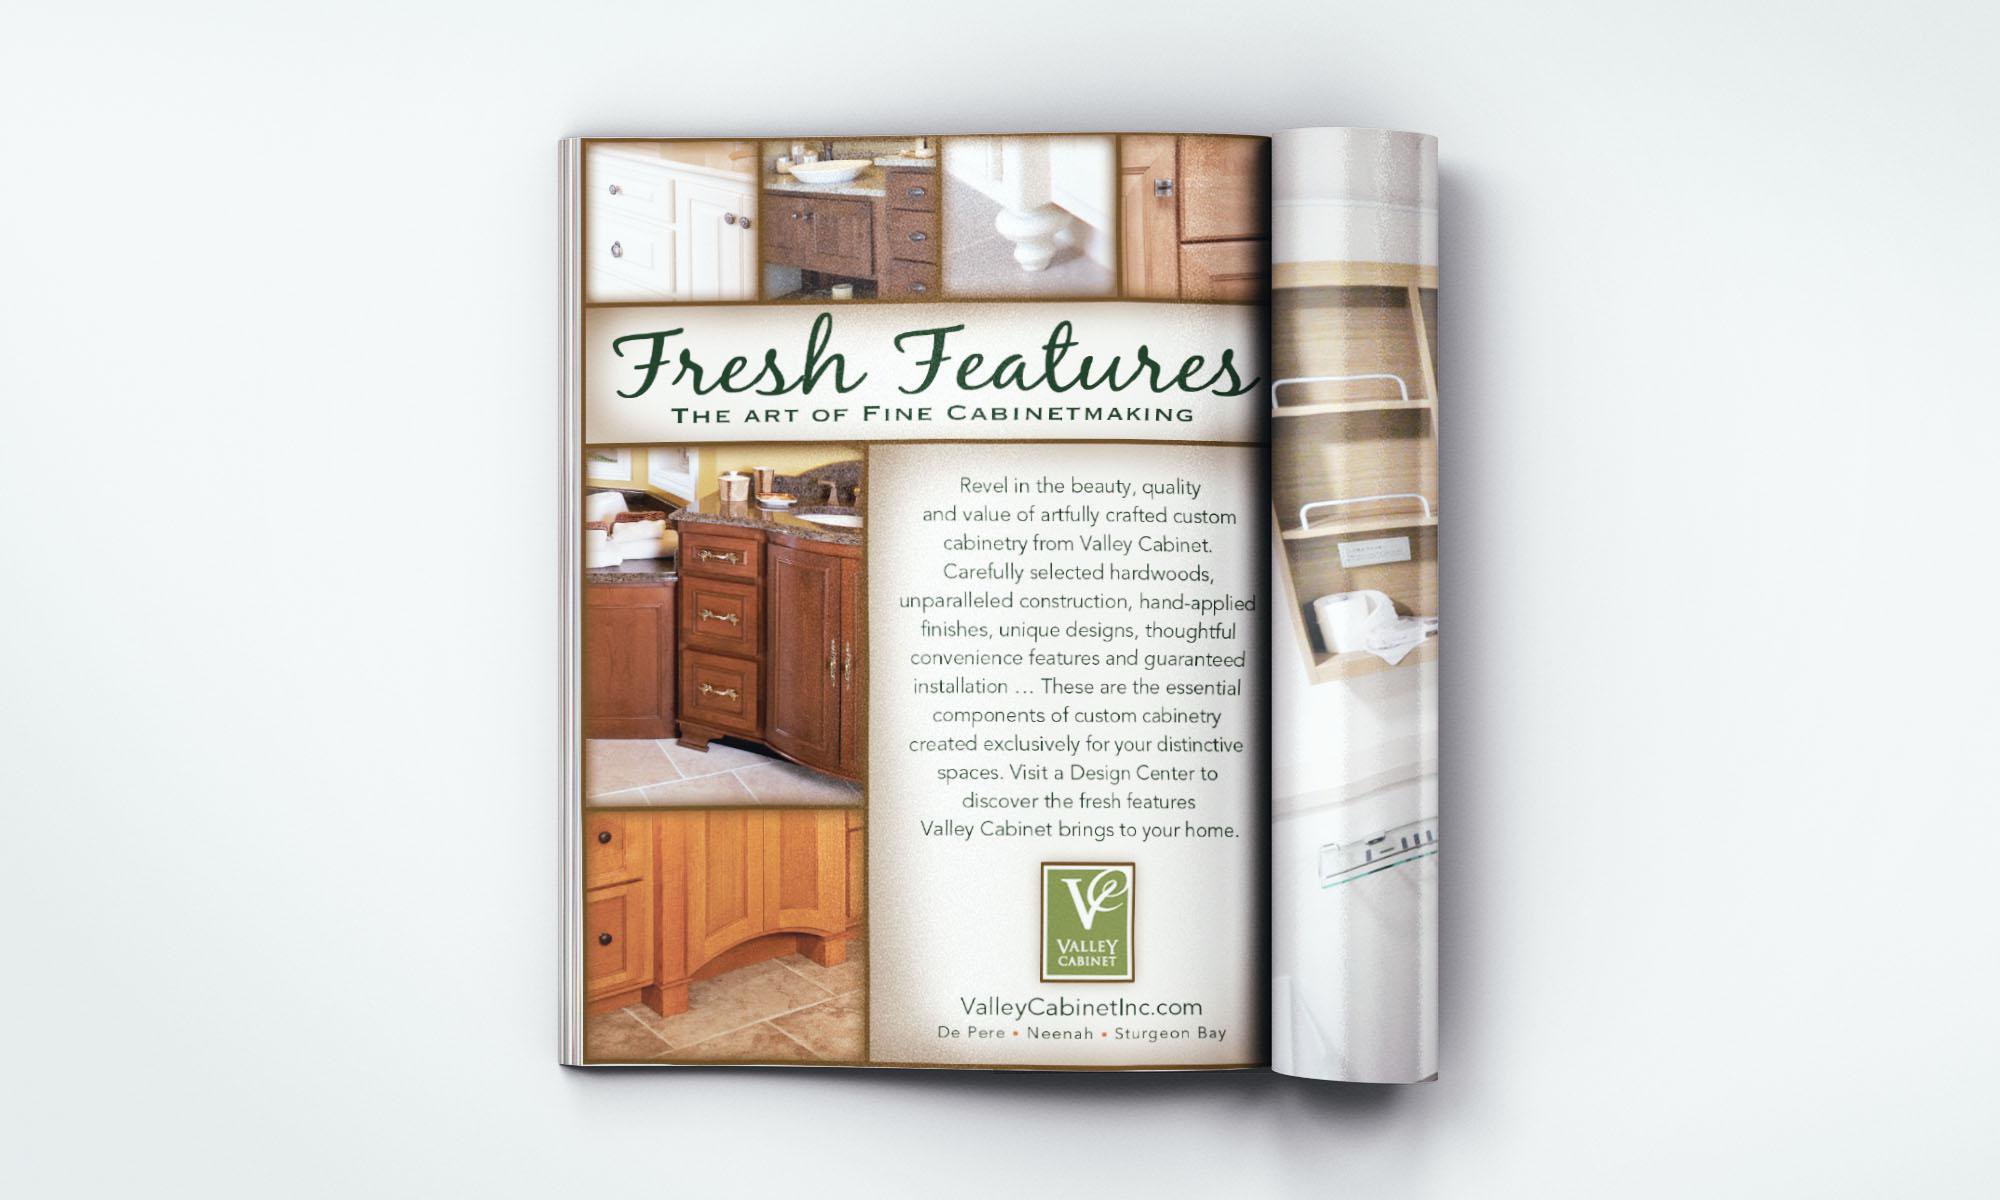 Fresh Features
The art of Fine Cabinetmaking
Revel in the beauty, quality
and value of artfully crafted custom
cabinetry from Valley Cabinet.
Carefully selected hardwoods,
unparalleled construction, hand-applied
finishes, unique designs, thoughtful
convenience features and guaranteed
installation ... These are the essential
components of custom cabinetry
created exclusively for your distinctive
spaces. Visit a Design Center to
discover the fresh features
Valley Cabinet brings to your home.
VC
VALLEY
CABINET
ValleyCabinetInc.com
De Pere • Neenah • Sturgeon Bay